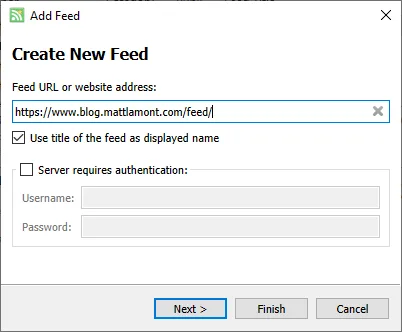 Add Feed
Create New Feed
Feed URL or website address:
https://www.blog.mattlamont.com/feed/
Use title of the feed as displayed name
Server requires authentication:
Username:
Password:
Next >
Finish
Cancel